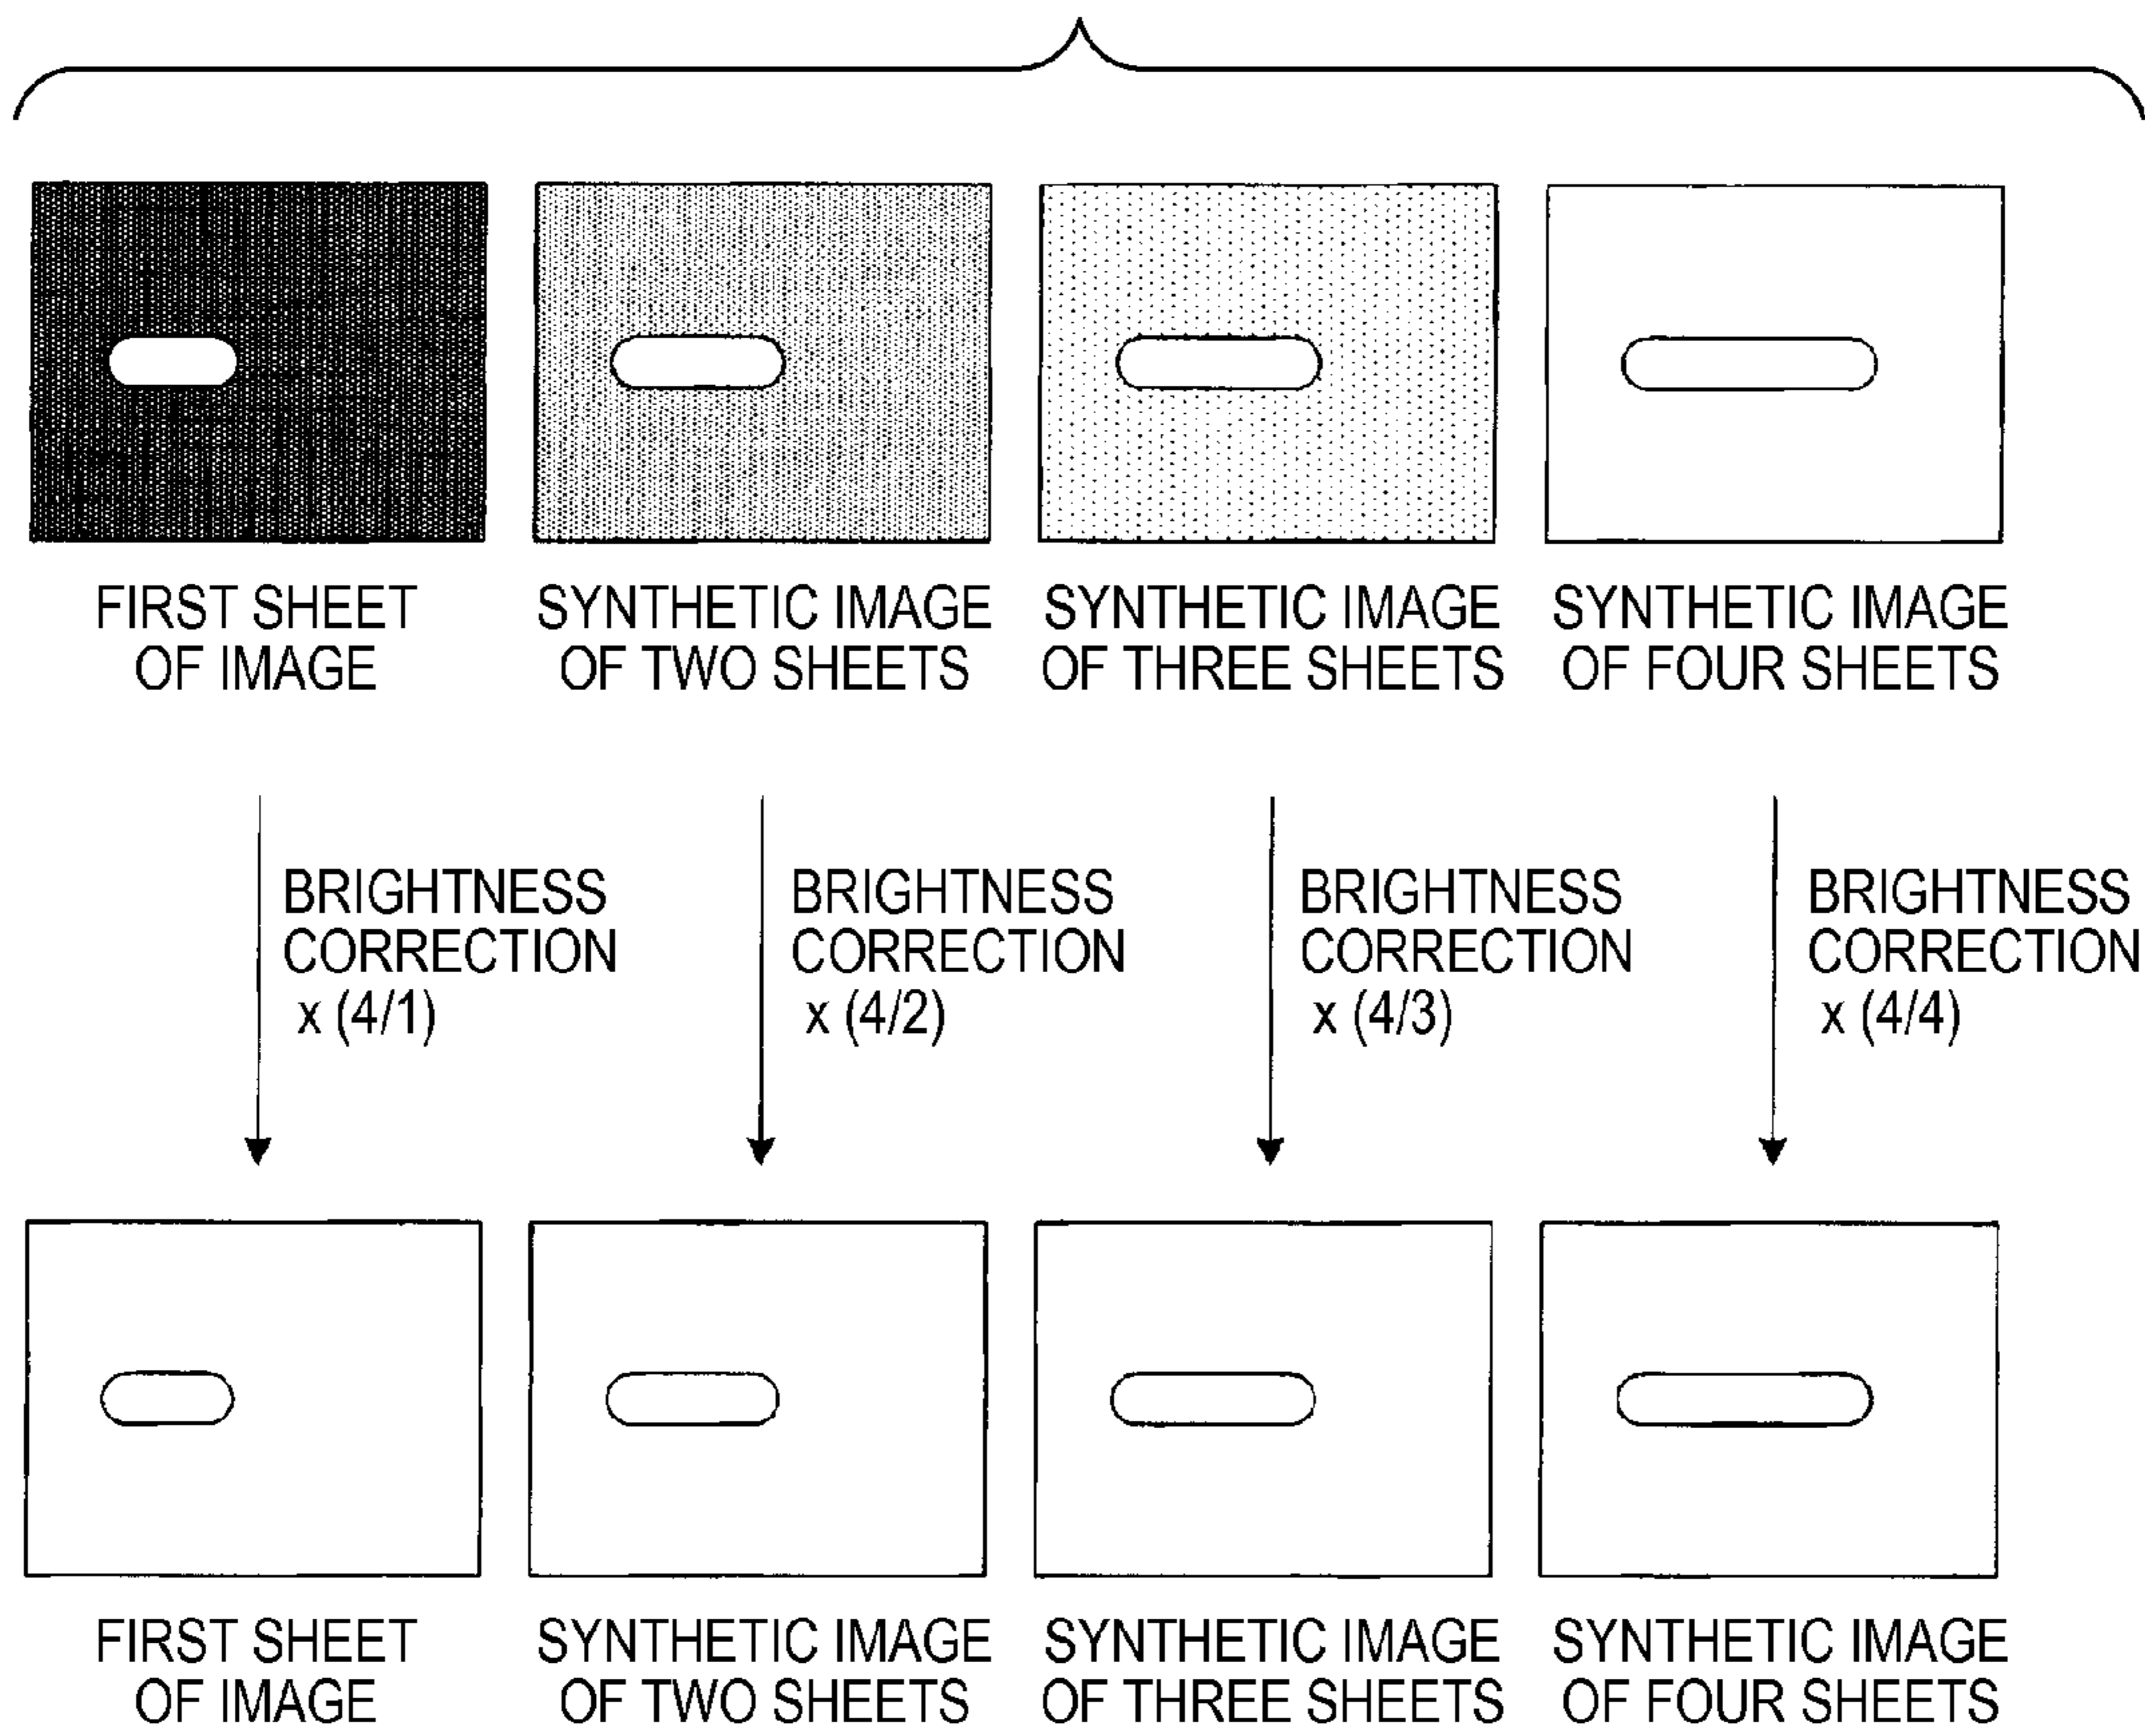 FIRST SHEET
OF IMAGE
SYNTHETIC IMAGE
OF TWO SHEETS
SYNTHETIC IMAGE
OF THREE SHEETS
SYNTHETIC IMAGE
OF FOUR SHEETS
BRIGHTNESS
CORRECTION
x (4/1)
BRIGHTNESS
CORRECTION
x (4/2)
BRIGHTNESS
CORRECTION
x (4/3)
BRIGHTNESS
CORRECTION
x (4/4)
FIRST SHEET
OF IMAGE
SYNTHETIC IMAGE
OF TWO SHEETS
SYNTHETIC IMAGE
OF THREE SHEETS
SYNTHETIC IMAGE
OF FOUR SHEETS